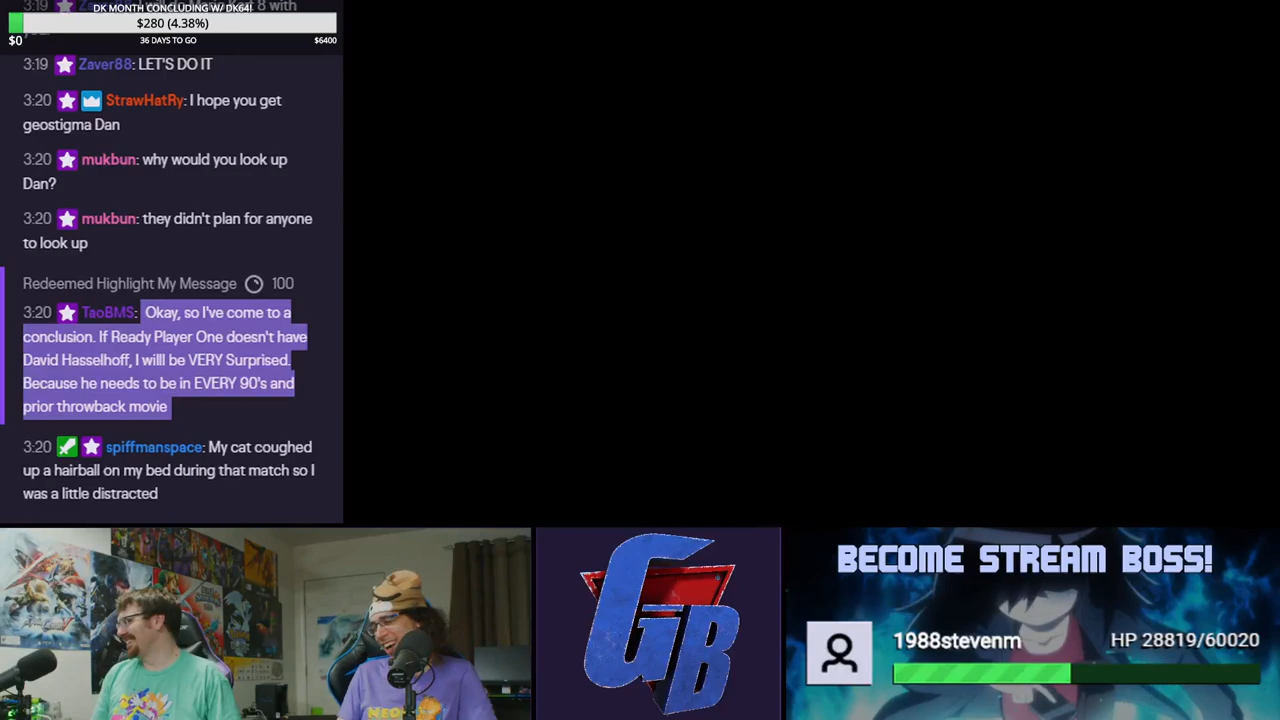 DK MONTH CONCLUDING W/ DK64!
$280 (4.38%)
$0 36 DAYS TO GO $6400
3:19 Zaver88: LET'S DO IT
3:20 StrawHatRy: I hope you get
geostigma Dan
3:20 mukbun: why would you look up
Dan?
3:20 mukbun: they didn't plan for anyone
to look up
Redeemed Highlight My Message 100
3:20 TaoBMS: Okay, so I've come to a
conclusion. If Ready Player One doesn't have
David Hasselhoff, I willl be VERY Surprised.
Because he needs to be in EVERY 90's and
prior throwback movie
3:20 spiffmanspace: My cat coughed
up a hairball on my bed during that match so I
was a little distracted
GB
BECOME STREAM BOSS!
1988stevenm HP 28819/60020
NEO